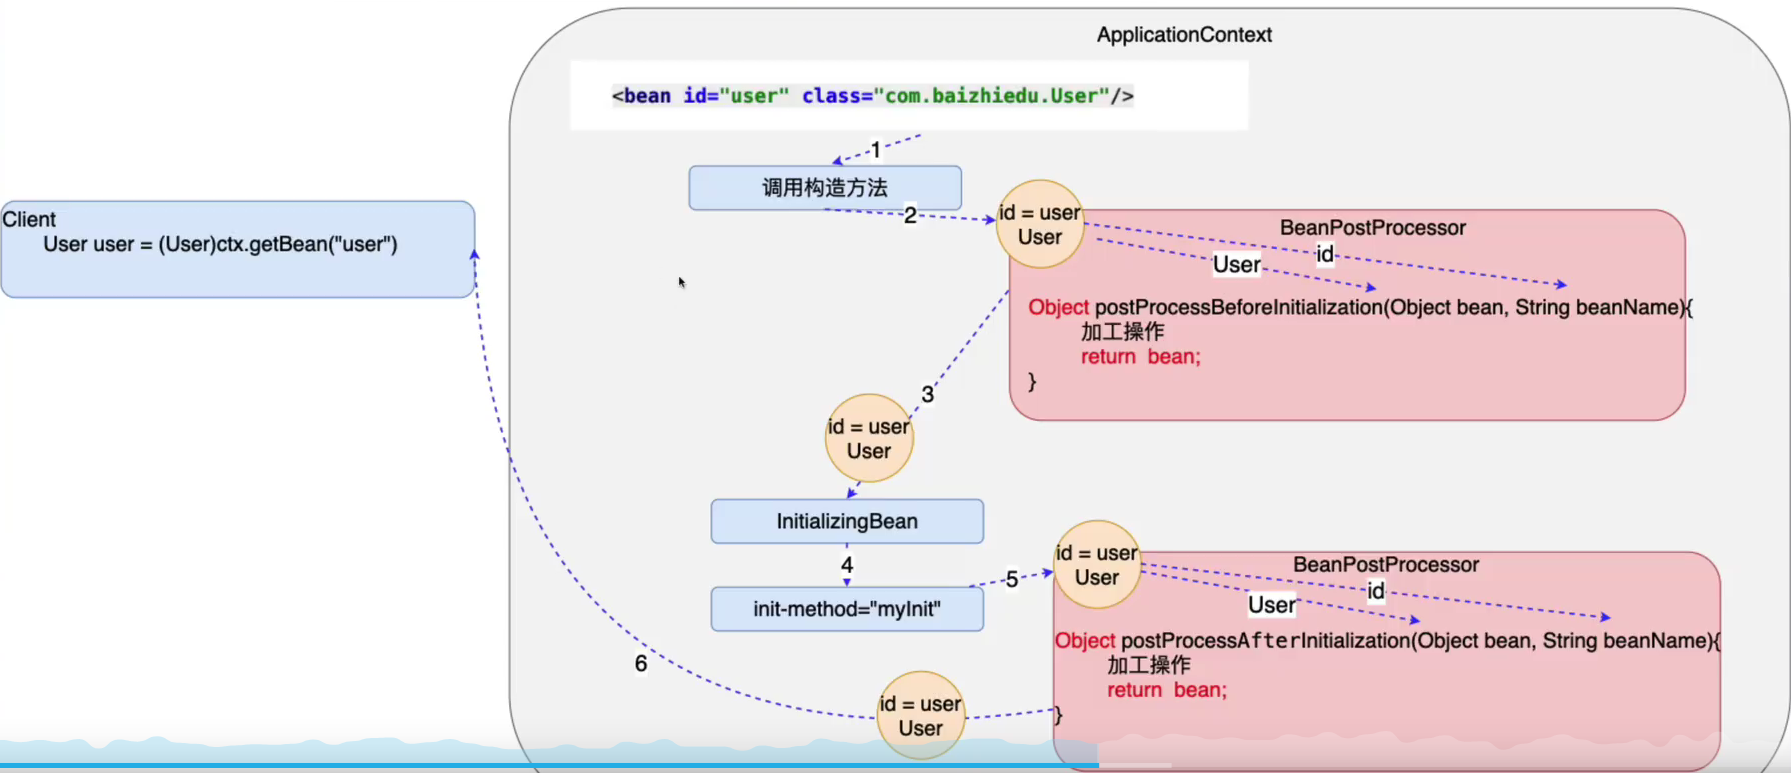 ApplicationContext
<bean id="user" class="com.baizhiedu.User"/>
1
调用构造方法
2
id = user
User
BeanPostProcessor
id
User
Object postProcessBeforeInitialization(Object bean, String beanName){
加工操作
return bean;
}
Client
User user = (User)ctx.getBean("user")
3
id = user
User
InitializingBean
4
init-method="myInit"
5
id = user
User
BeanPostProcessor
id
User
Object postProcessAfterInitialization(Object bean, String beanName){
加工操作
return bean;
}
6
id = user
User